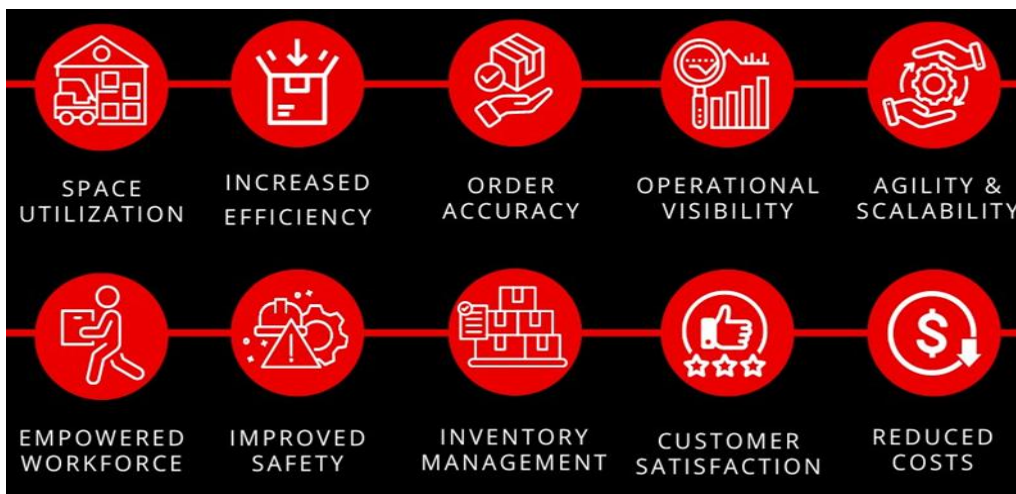 SPACE
UTILIZATION
INCREASED
EFFICIENCY
ORDER
ACCURACY
OPERATIONAL
VISIBILITY
AGILITY &
SCALABILITY
EMPOWERED
WORKFORCE
IMPROVED
SAFETY
INVENTORY
MANAGEMENT
CUSTOMER
SATISFACTION
REDUCED
COSTS